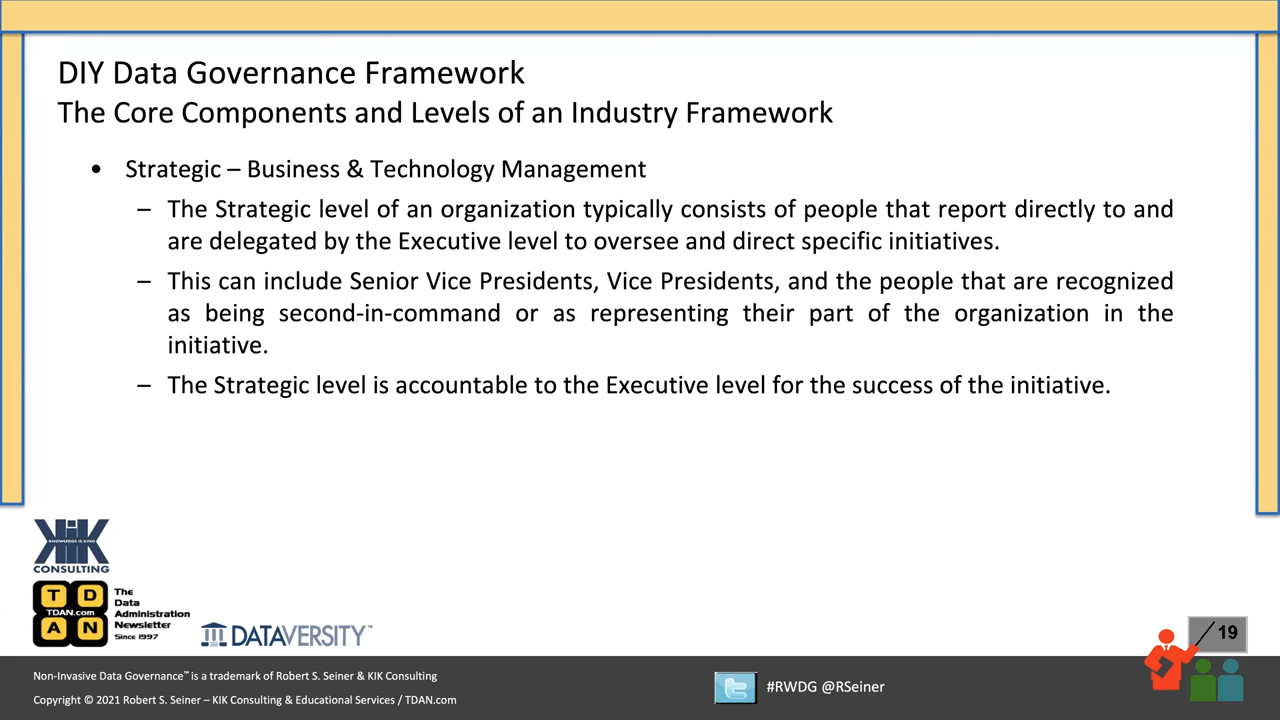 DIY Data Governance Framework
The Core Components and Levels of an Industry Framework
• Strategic – Business & Technology Management
– The Strategic level of an organization typically consists of people that report directly to and
are delegated by the Executive level to oversee and direct specific initiatives.
– This can include Senior Vice Presidents, Vice Presidents, and the people that are recognized
as being second-in-command or as representing their part of the organization in the
initiative.
– The Strategic level is accountable to the Executive level for the success of the initiative.
KIK
KNOWLEDGE IS KING
CONSULTING
T D
TDAN.com
A N
The
Data
Administration
Newsletter
Since 1997
DATAVERSITY™
19
Non-Invasive Data Governance™ is a trademark of Robert S. Seiner & KIK Consulting
Copyright © 2021 Robert S. Seiner – KIK Consulting & Educational Services / TDAN.com
#RWDG @RSeiner